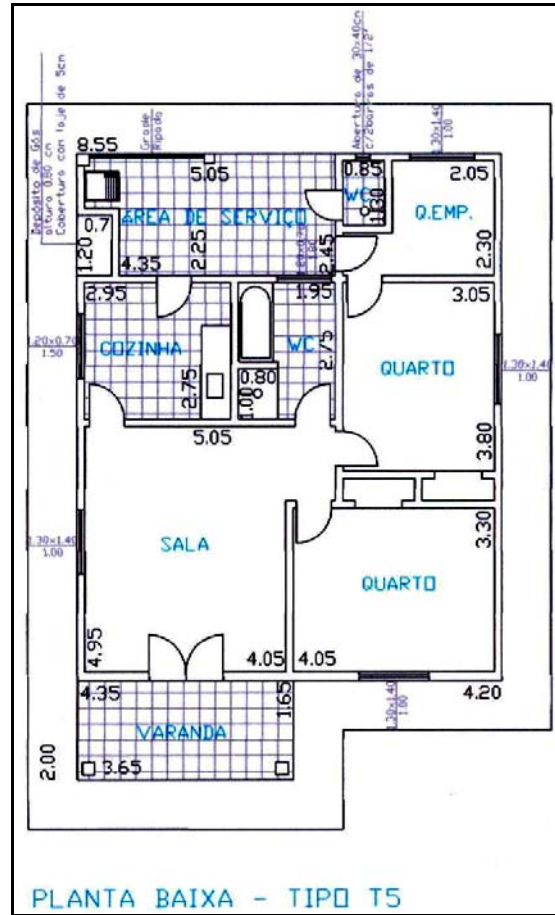 Depósito de Gás
altura 0.80 cn
Cobertura com laje de 5cm
Grade
Ripado
Abertura de 30x40cm
c/2barras de 1/2"
1.30x1.40
1.00
8.55
5.05
0.85
WC
1.30
2.05
Q.EMP.
ÁREA DE SERVIÇO
0.7
1.20
4.35
2.25
2.45
2.30
2.95
1.95
3.05
1.20x0.70
1.50
COZINHA
WC
2.75
2.75
QUARTO
1.30x1.40
1.00
0.80
1.00
5.05
3.80
3.30
1.30x1.40
1.00
SALA
QUARTO
4.95
4.05
4.05
4.35
1.65
4.20
1.30x1.40
1.00
VARANDA
2.00
3.65
PLANTA BAIXA - TIPO T5